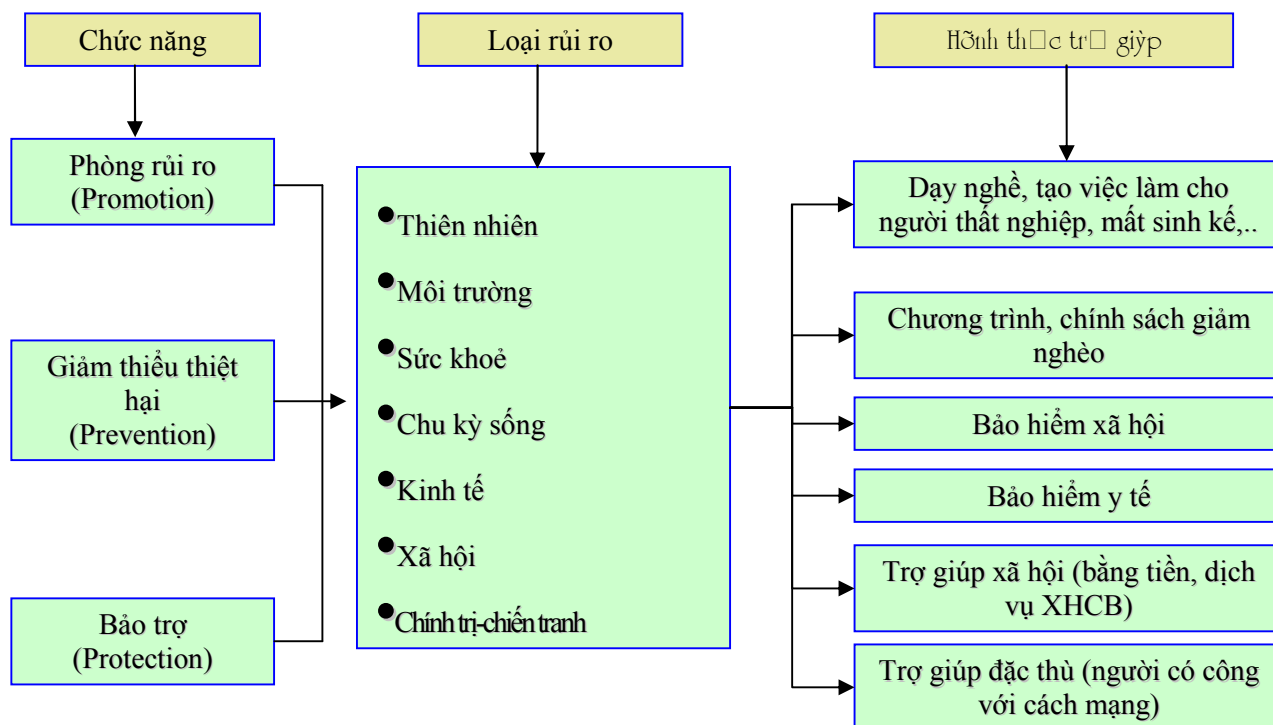 Chức năng
Phòng rủi ro
(Promotion)
Giảm thiểu thiệt
hại
(Prevention)
Bảo trợ
(Protection)
Loại rủi ro
Thiên nhiên
Môi trường
Sức khoẻ
Chu kỳ sống
Kinh tế
Xã hội
Chính trị-chiến tranh
Dạy nghề, tạo việc làm cho
người thất nghiệp, mất sinh kế,..
Chương trình, chính sách giảm
nghèo
Bảo hiểm xã hội
Bảo hiểm y tế
Trợ giúp xã hội (bằng tiền, dịch
vụ XHCB)
Trợ giúp đặc thù (người có công
với cách mạng)